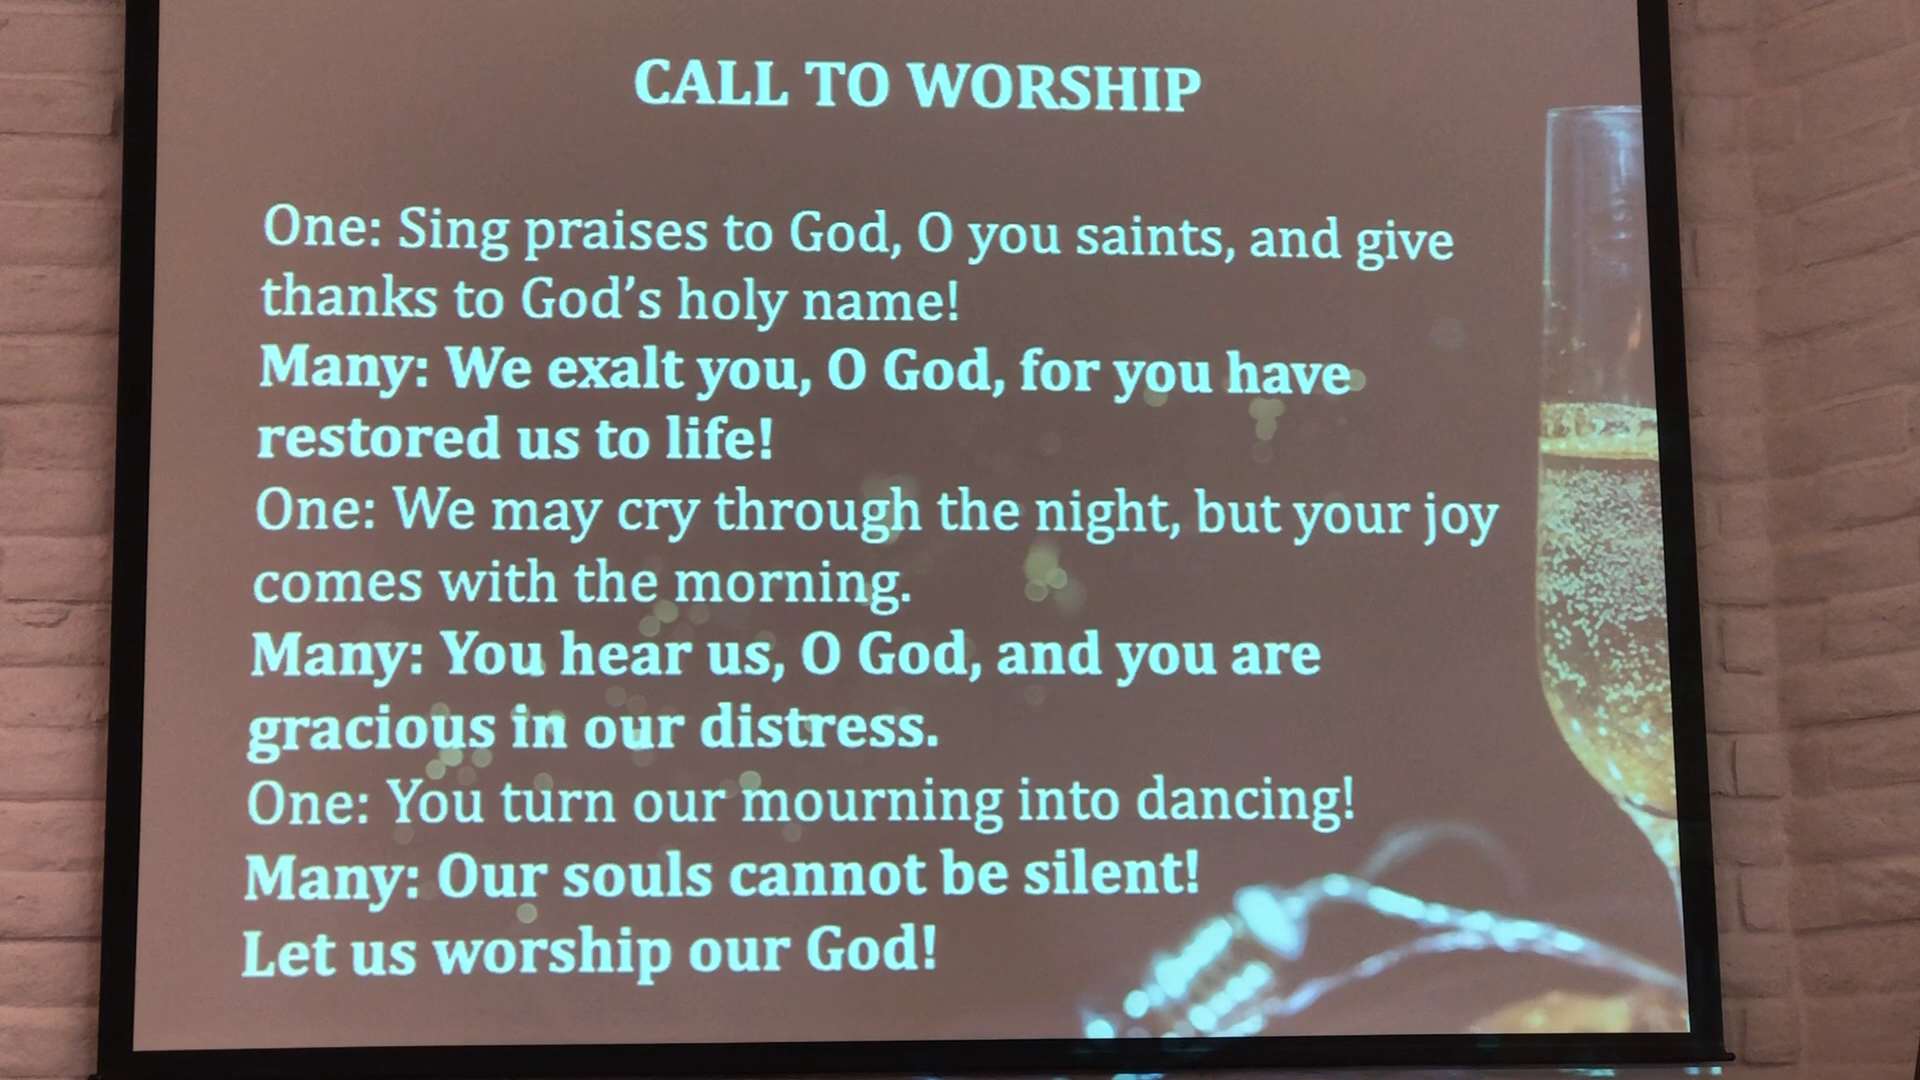 CALL TO WORSHIP
One: Sing praises to God, O you saints, and give
thanks to God’s holy name!
Many: We exalt you, O God, for you have
restored us to life!
One: We may cry through the night, but your joy
comes with the morning.
Many: You hear us, O God, and you are
gracious in our distress.
One: You turn our mourning into dancing!
Many: Our souls cannot be silent!
Let us worship our God!